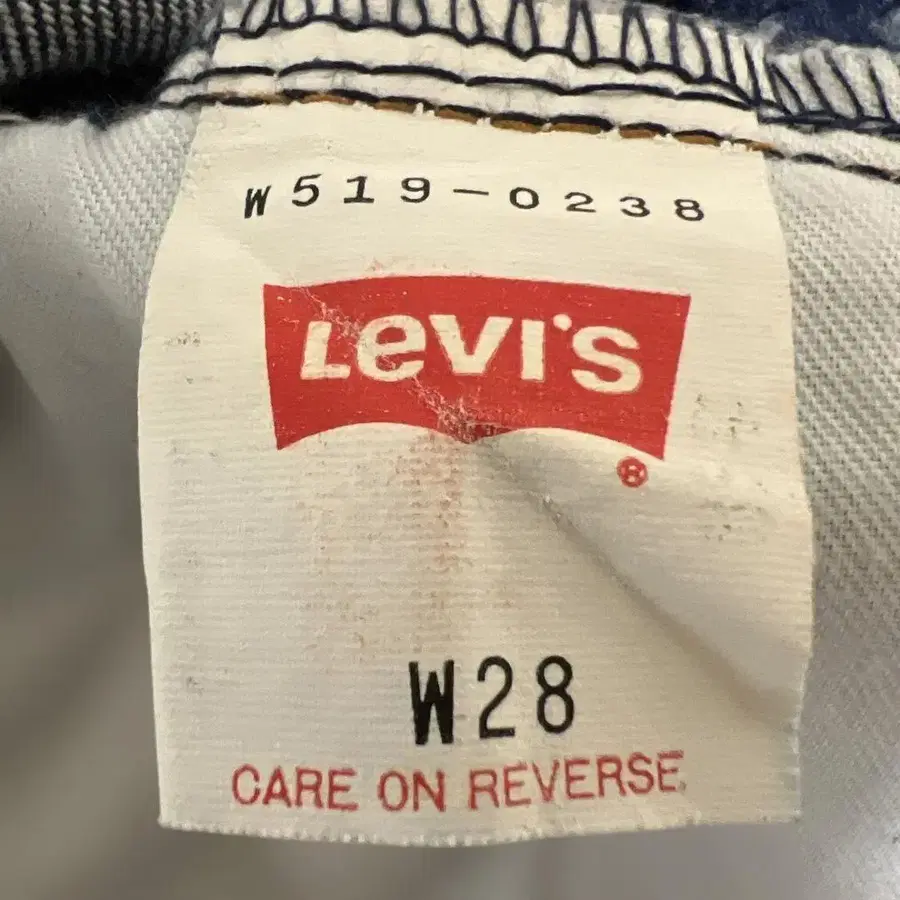 W519-0238
Levi's
®
W28
CARE ON REVERSE